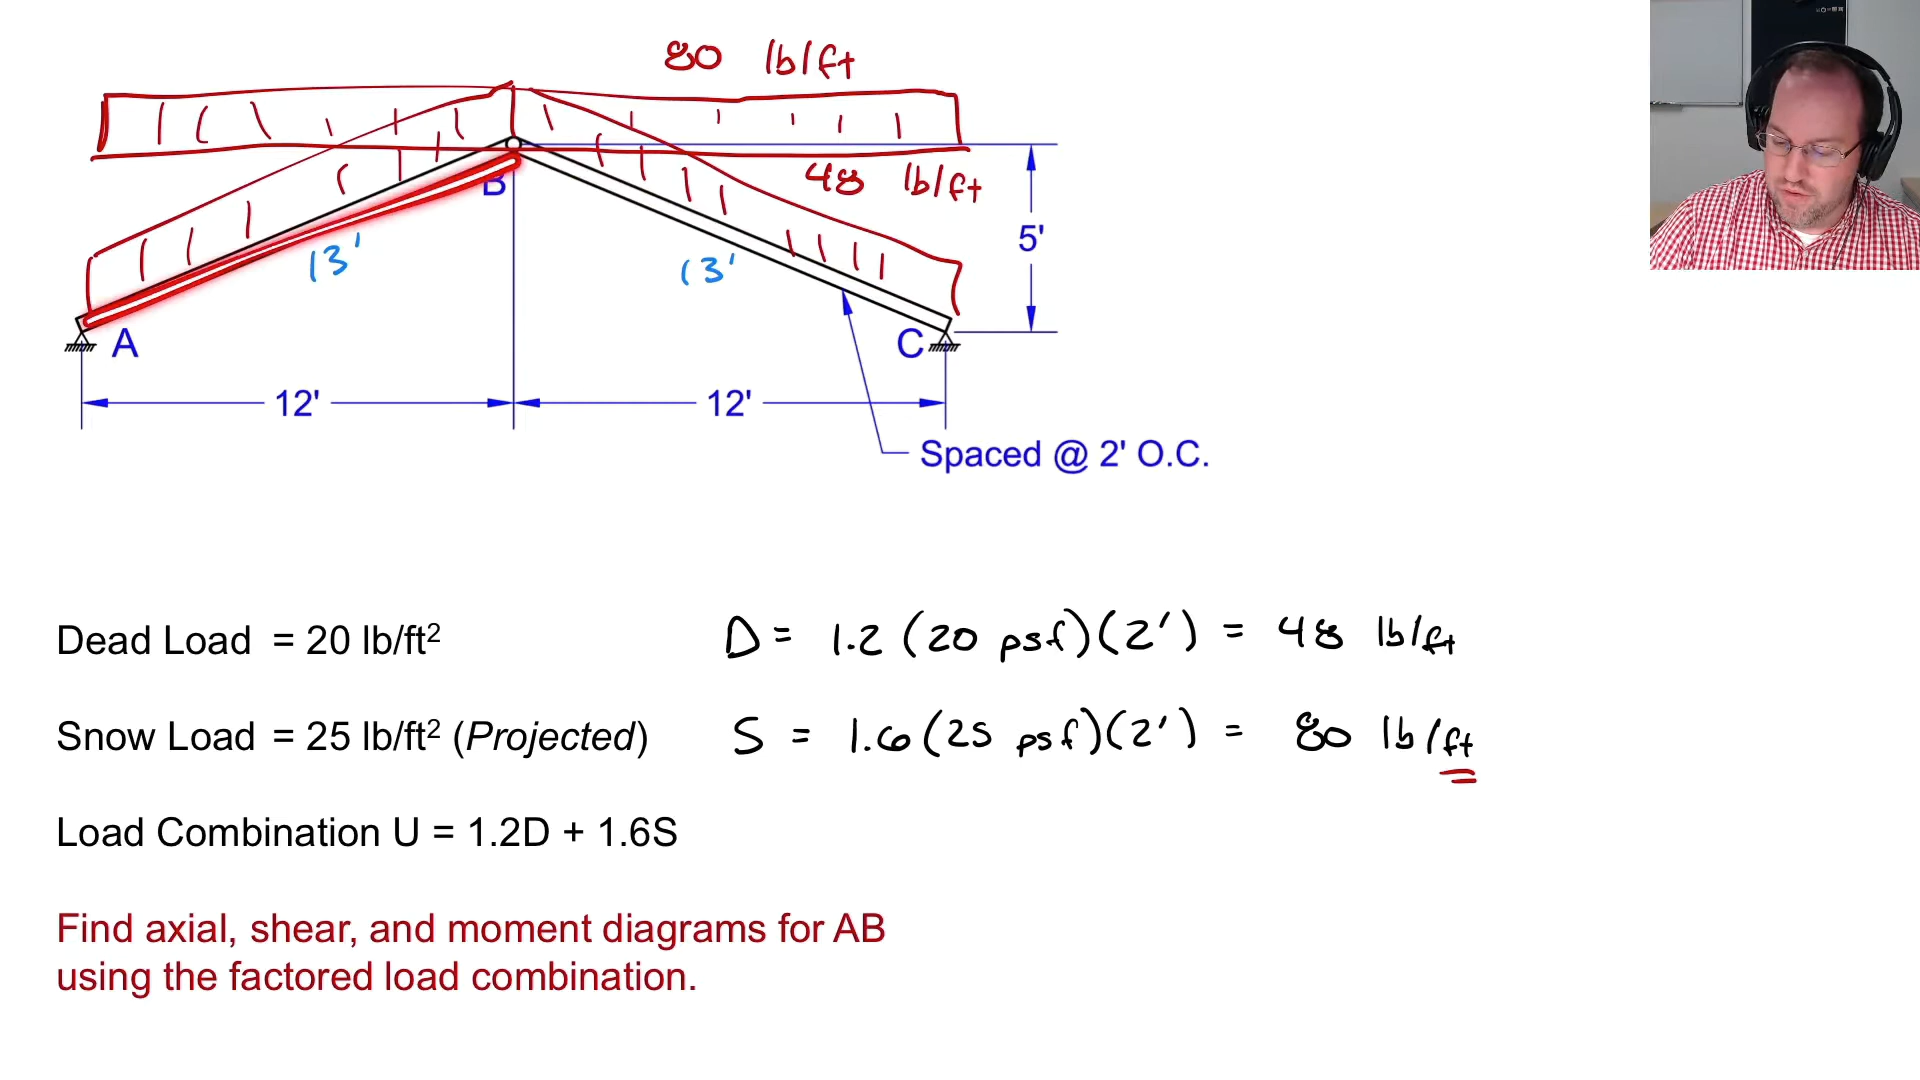 80 lb/ft
48 lb/ft
B
5'
13'
13'
A
C
12'
12'
Spaced @ 2' O.C.
Dead Load = 20 lb/ft²
D = 1.2 (20 psf)(2') = 48 lb/ft
Snow Load = 25 lb/ft² (Projected)
S = 1.6 (25 psf)(2') = 80 lb/ft
Load Combination U = 1.2D + 1.6S
Find axial, shear, and moment diagrams for AB
using the factored load combination.